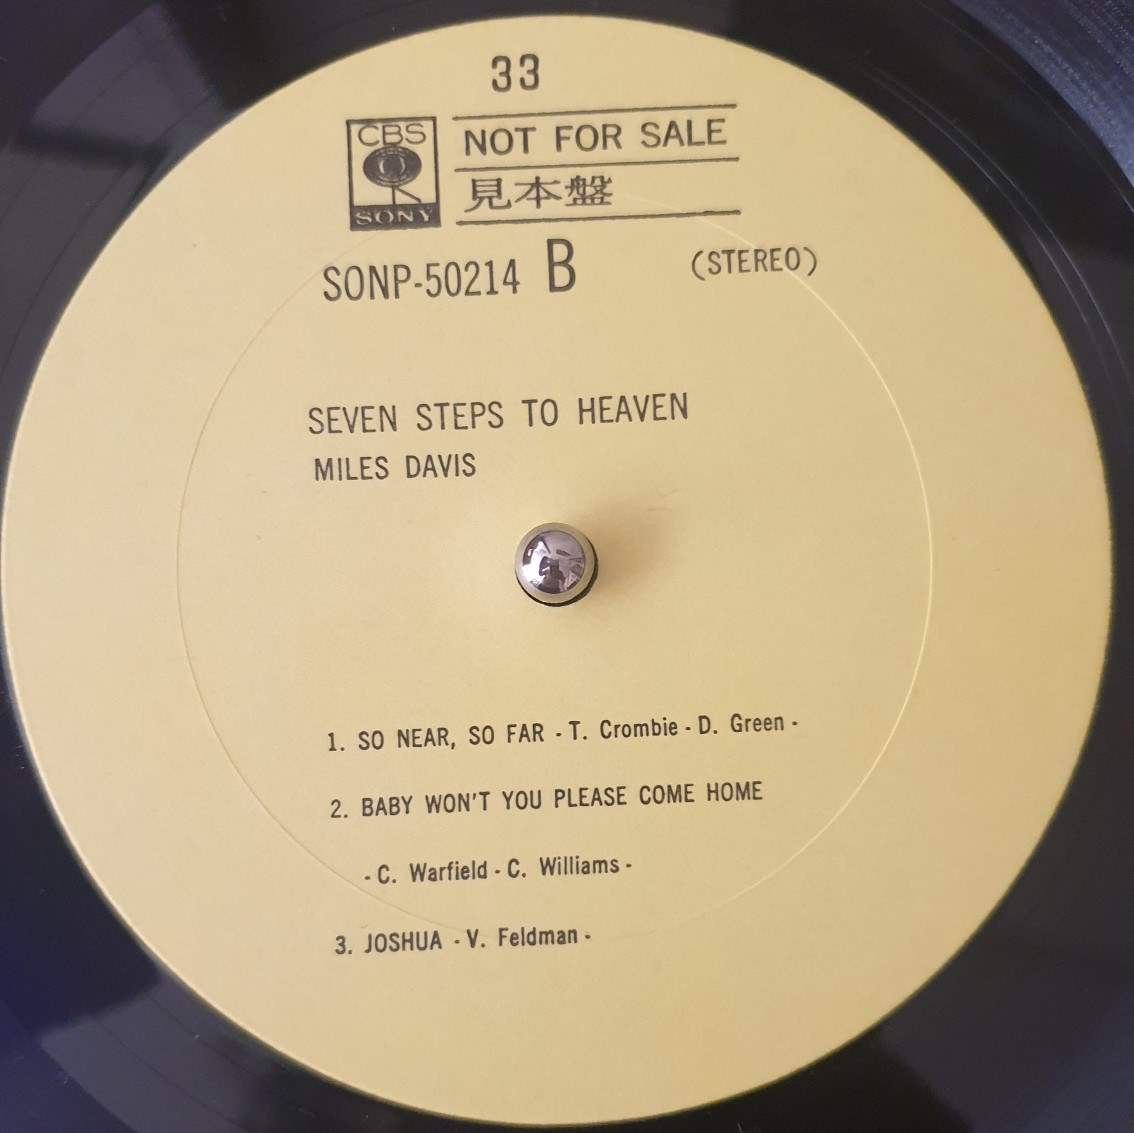 33
CBS
SONY
NOT FOR SALE
見本盤
SONP-50214 B (STEREO)
SEVEN STEPS TO HEAVEN
MILES DAVIS
1. SO NEAR, SO FAR - T. Crombie - D. Green -
2. BABY WON'T YOU PLEASE COME HOME
- C. Warfield - C. Williams -
3. JOSHUA - V. Feldman -